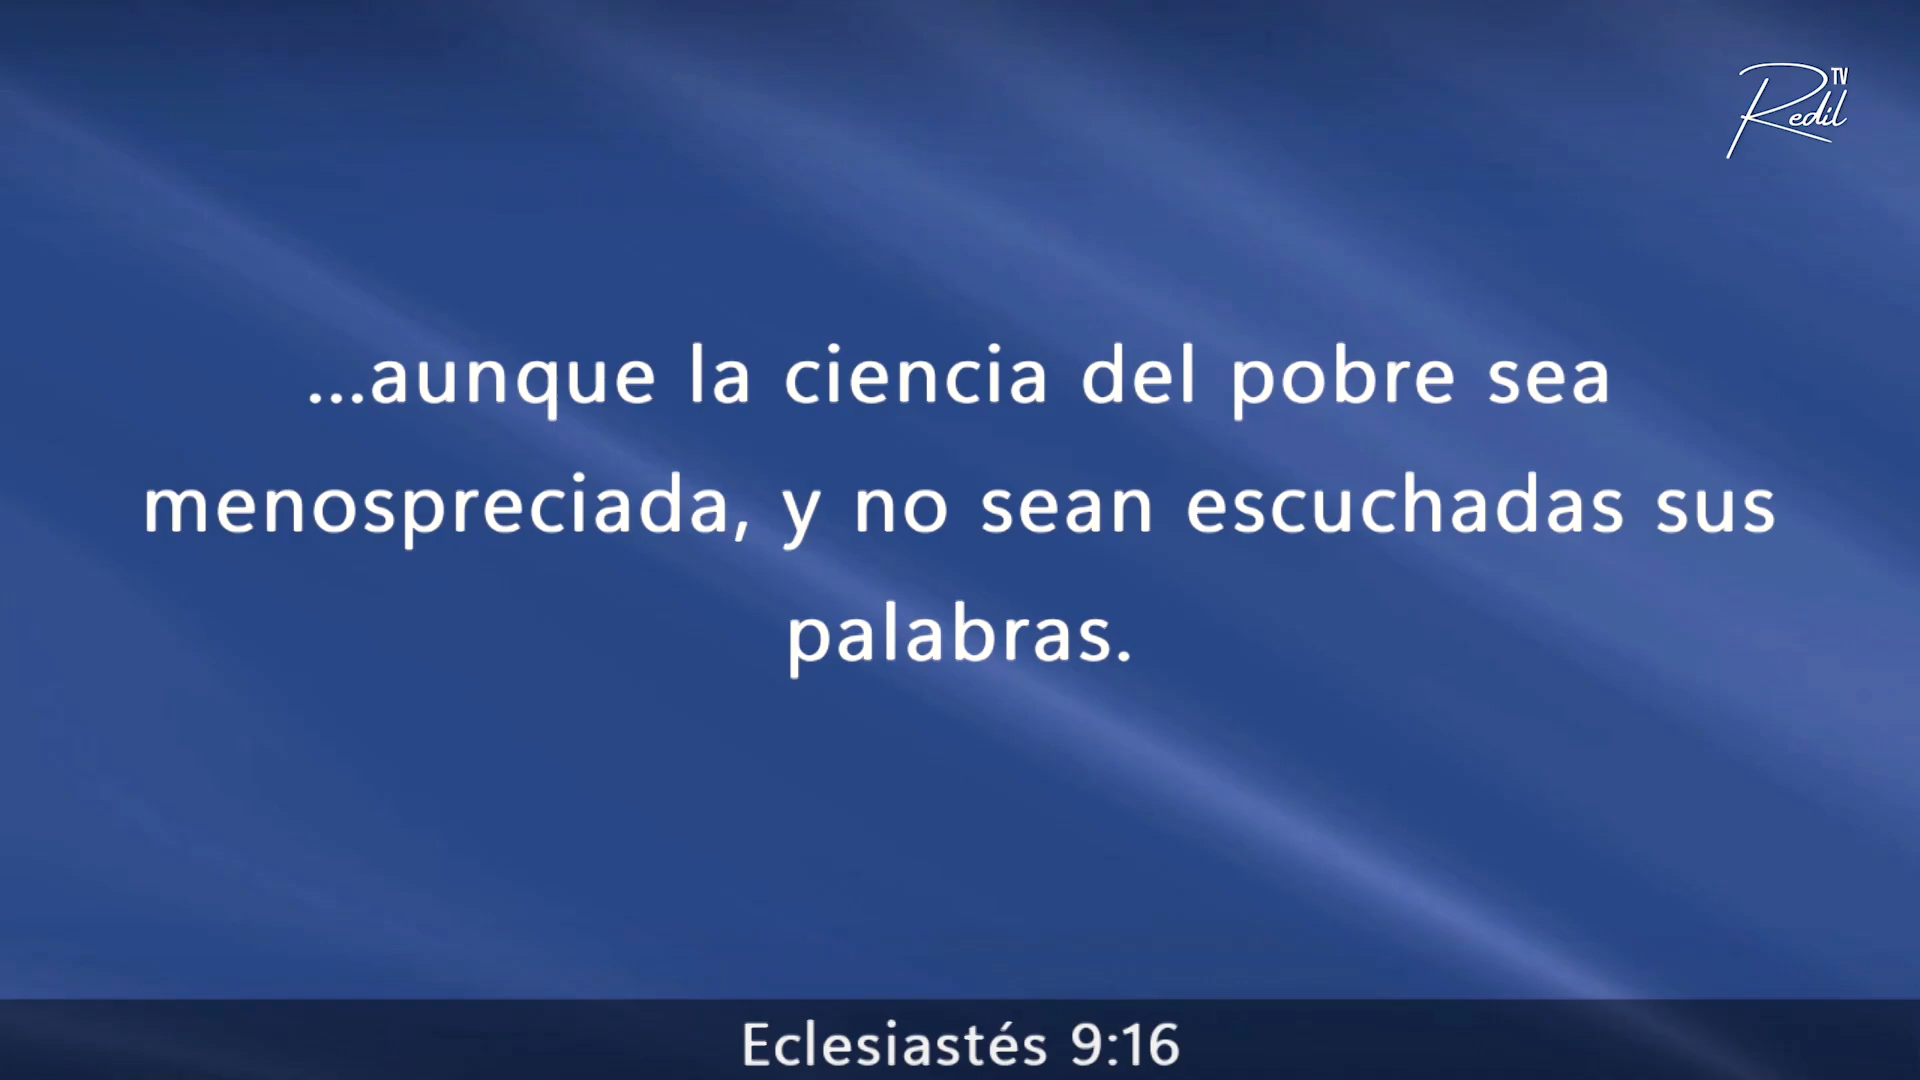 TV
Redil
...aunque la ciencia del pobre sea
menospreciada, y no sean escuchadas sus
palabras.
Eclesiastés 9:16